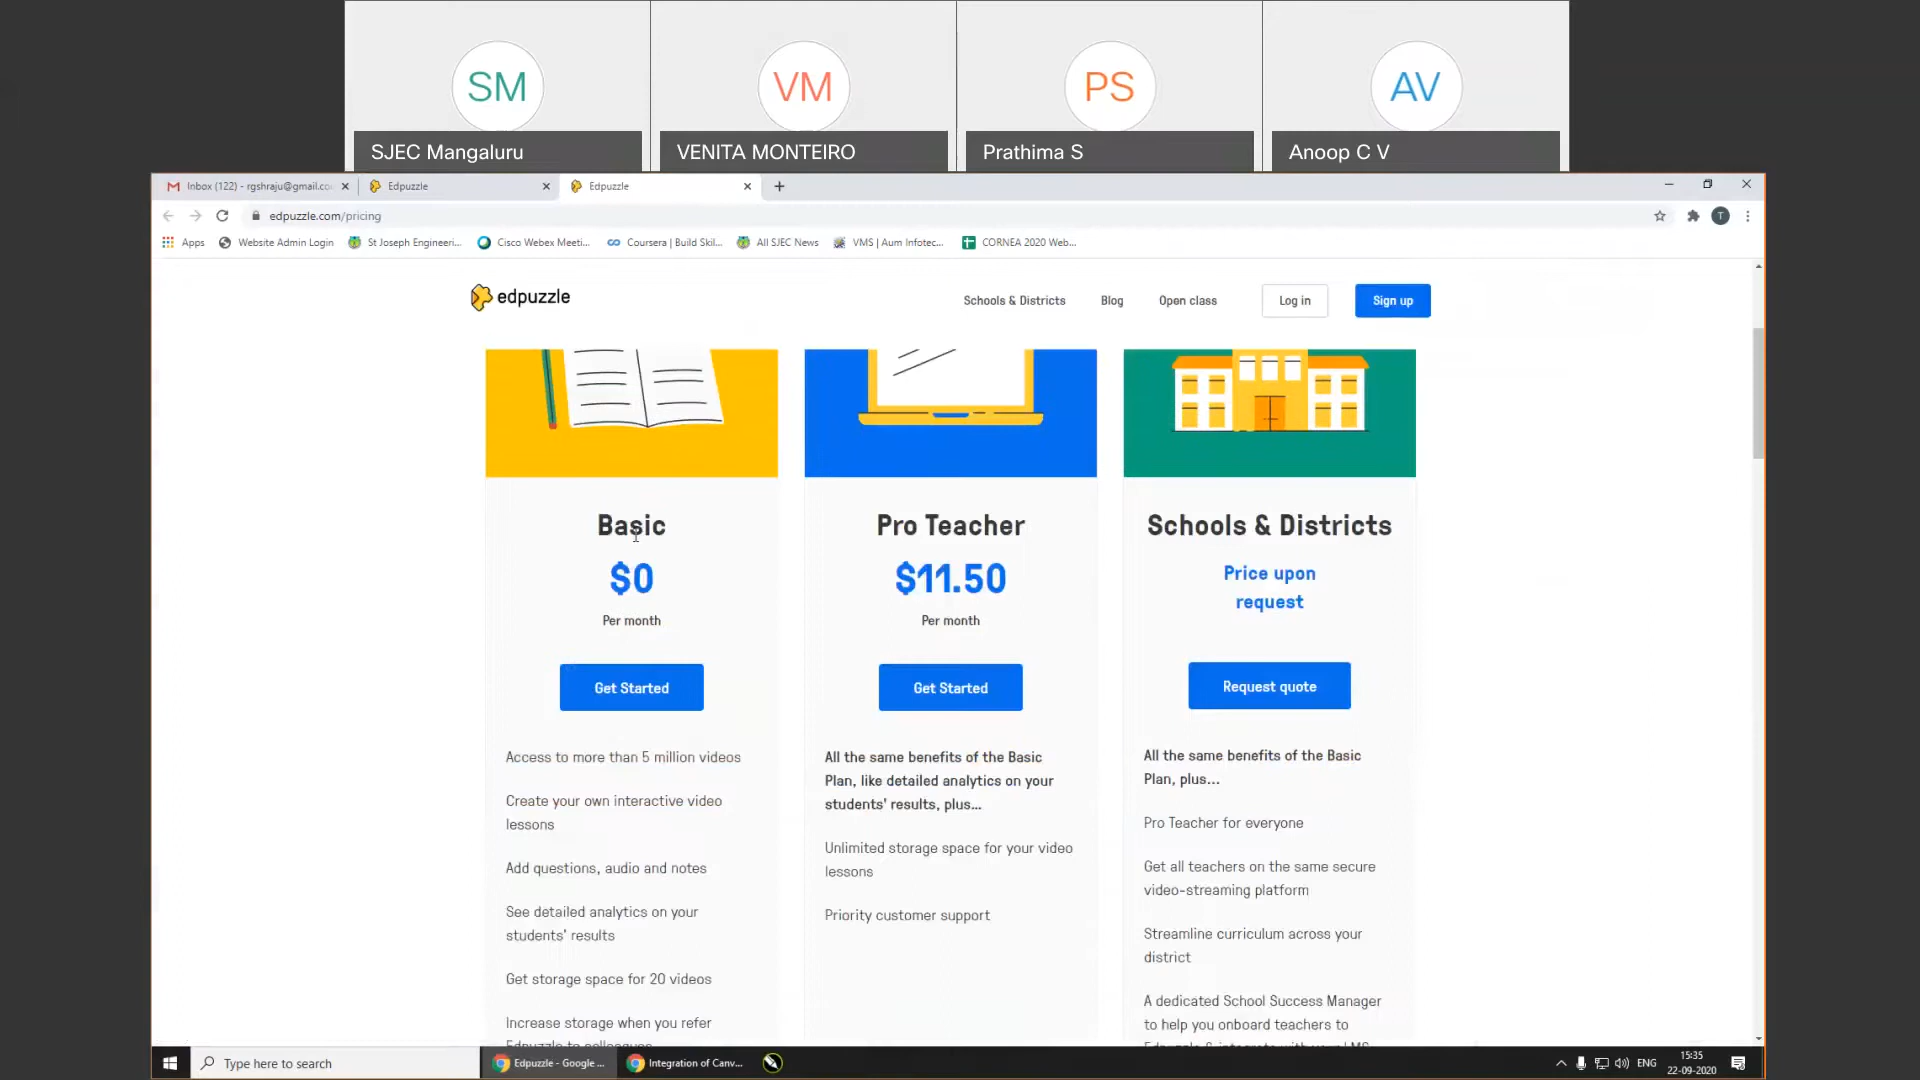 SM
VM
PS
AV
SJEC Mangaluru
VENITA MONTEIRO
Prathima S
Anoop C V
Inbox (122) - rgshraju@gmail.co
Edpuzzle
Edpuzzle
edpuzzle.com/pricing
T
Apps
Website Admin Login
St Joseph Engineeri...
Cisco Webex Meeti...
Coursera | Build Skil...
All SJEC News
VMS | Aum Infotec...
CORNEA 2020 Web...
edpuzzle
Schools & Districts
Blog
Open class
Log in
Sign up
Basic
$0
Per month
Get Started
Access to more than 5 million videos
Create your own interactive video
lessons
Add questions, audio and notes
See detailed analytics on your
students' results
Get storage space for 20 videos
Increase storage when you refer
Edpuzzle to colleagues
Pro Teacher
$11.50
Per month
Get Started
All the same benefits of the Basic
Plan, like detailed analytics on your
students' results, plus...
Unlimited storage space for your video
lessons
Priority customer support
Schools & Districts
Price upon
request
Request quote
All the same benefits of the Basic
Plan, plus...
Pro Teacher for everyone
Get all teachers on the same secure
video-streaming platform
Streamline curriculum across your
district
A dedicated School Success Manager
to help you onboard teachers to
Edpuzzle & integrate with your LMS
Type here to search
Edpuzzle - Google ...
Integration of Canv...
ENG
15:35
22-09-2020